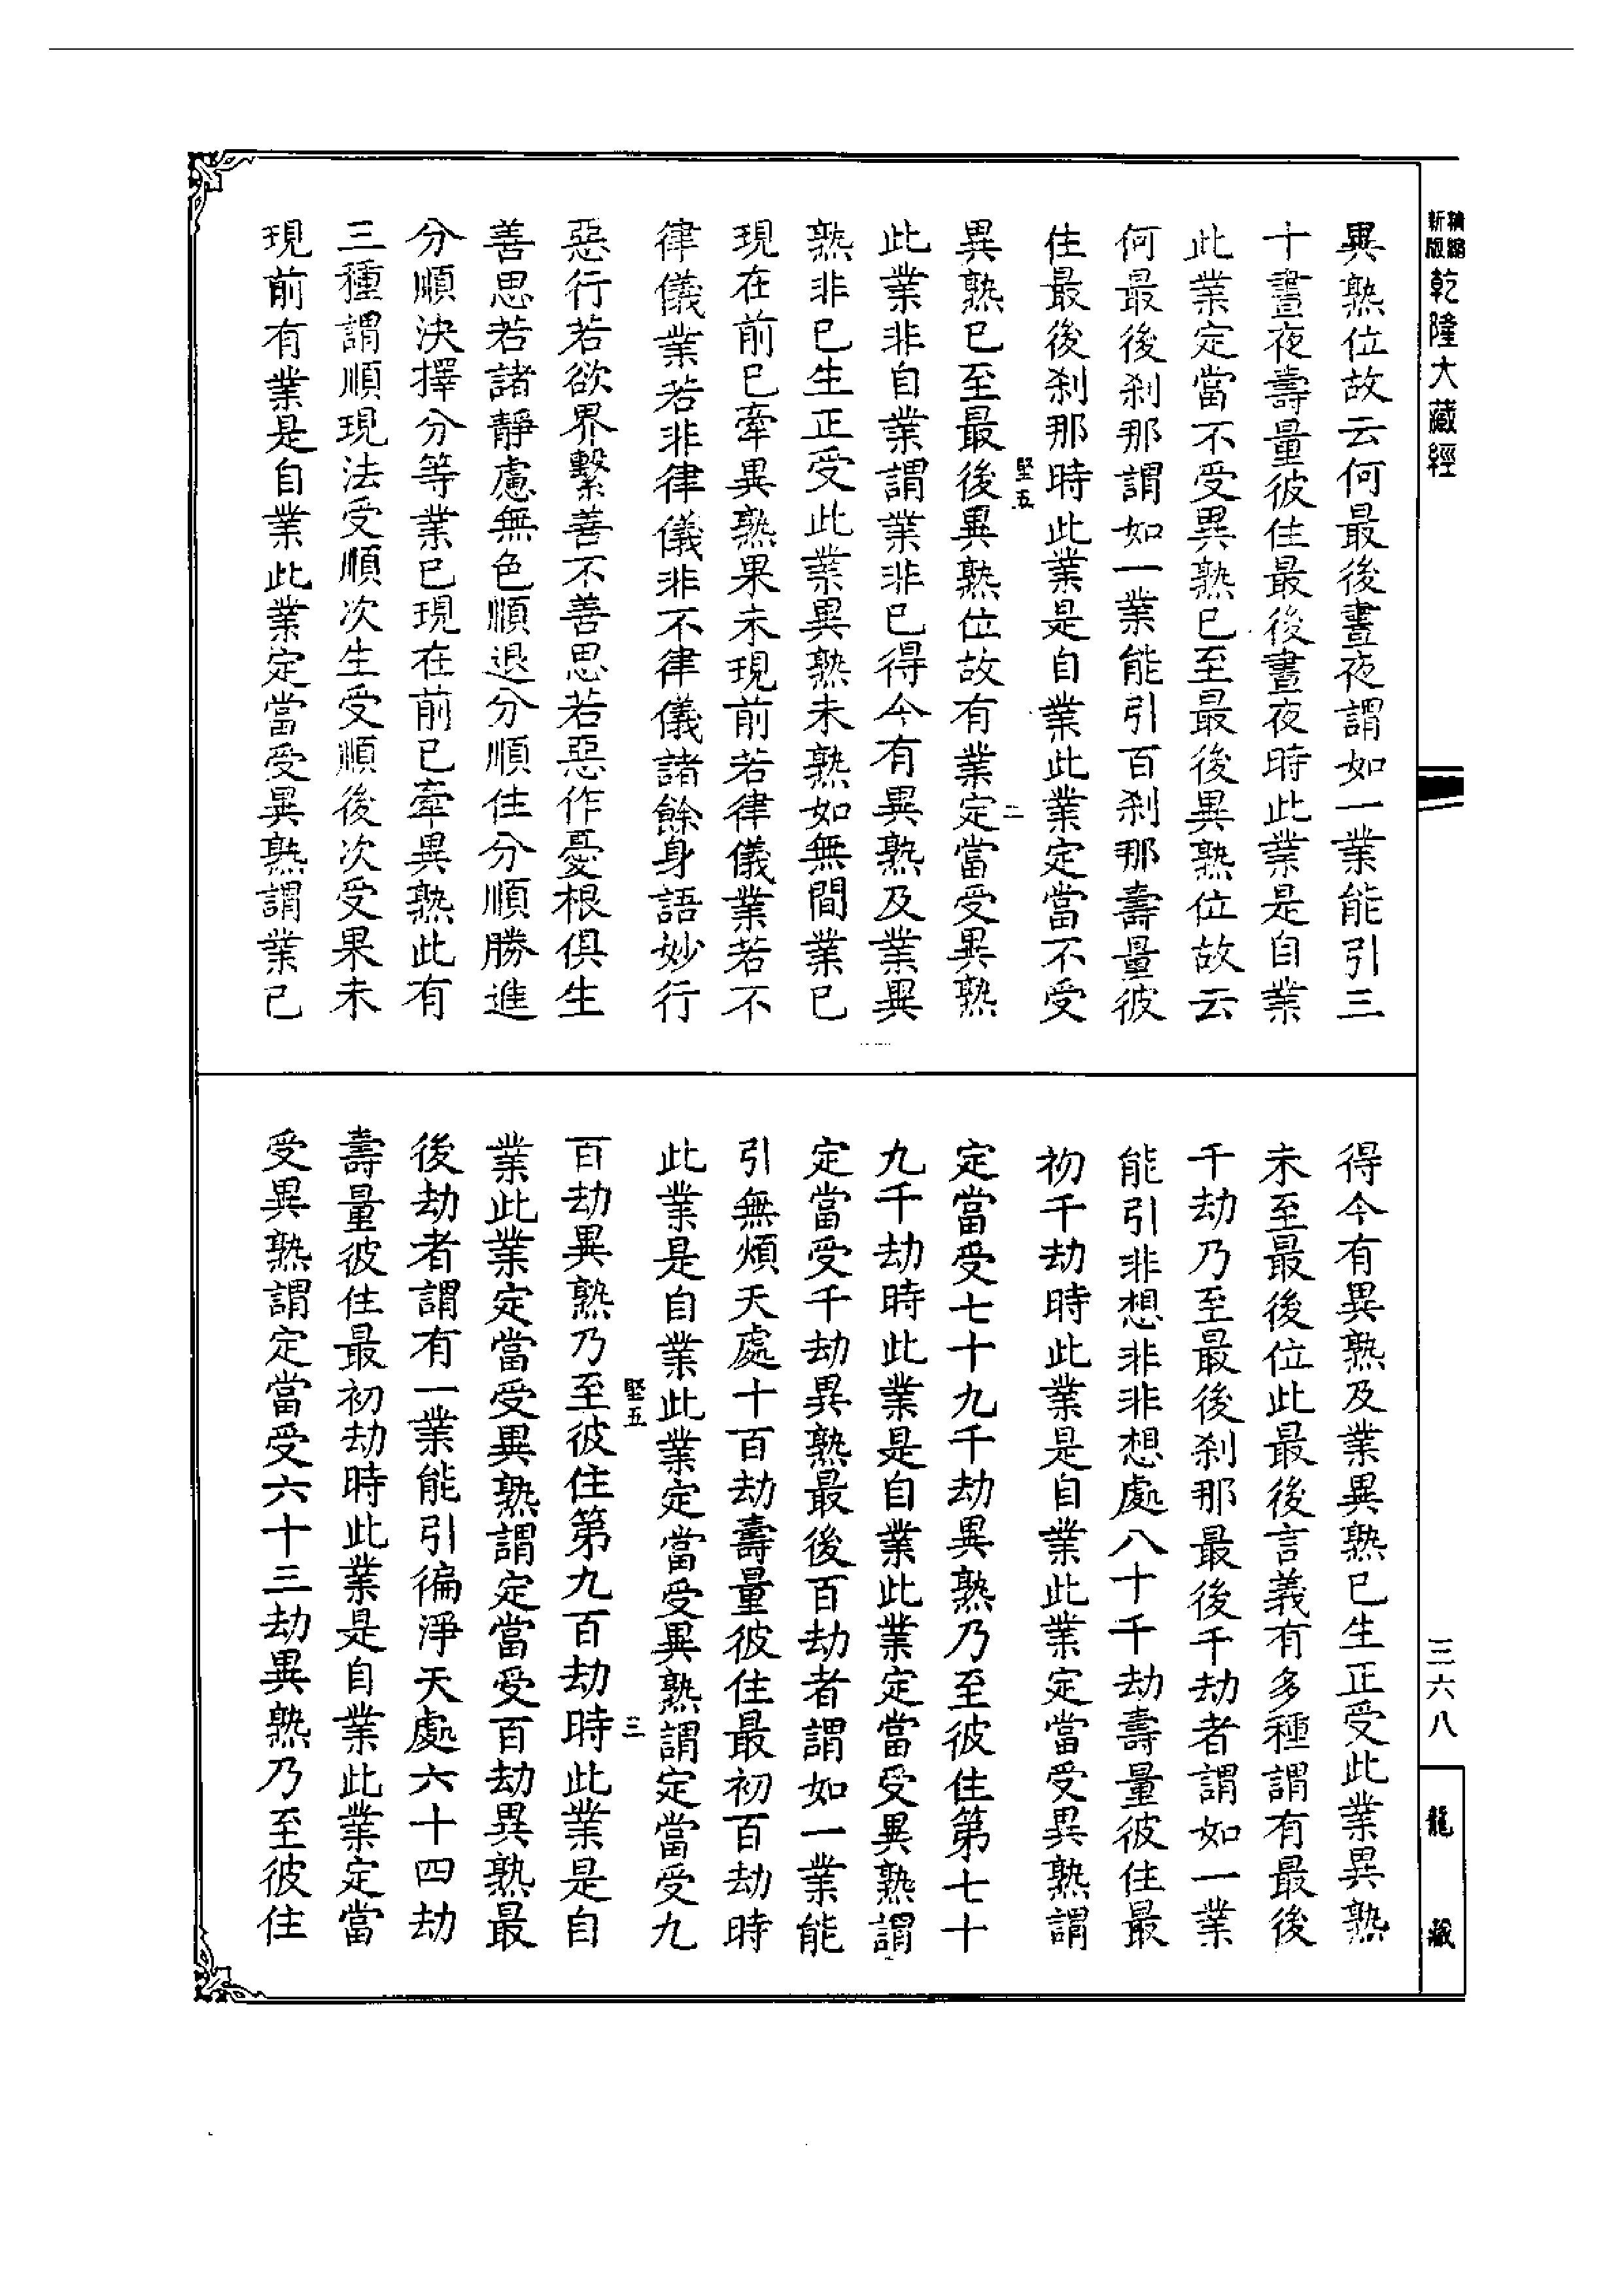 精縮
新版
乾隆大藏經
三六八
龍藏
異熟位故云何最後晝夜謂如一業能引三
十晝夜壽量彼住最後晝夜時此業是自業
此業定當不受異熟已至最後異熟位故云
何最後刹那謂如一業能引百刹那壽量彼
住最後刹那時此業是自業此業定當不受
堅五
二
異熟已至最後異熟位故有業定當受異熟
此業非自業謂業非已得今有異熟及業異
熟非已生正受此業異熟未熟如無間業已
現在前已牽異熟果未現前若律儀業若不
律儀業若非律儀非不律儀諸餘身語妙行
惡行若欲界繫善不善思若惡作憂根俱生
善思若諸靜慮無色順退分順住分順勝進
分順決擇分等業已現在前已牽異熟此有
三種謂順現法受順次生受順後次受果未
現前有業是自業此業定當受異熟謂業已
得今有異熟及業異熟已生正受此業異熟
未至最後位此最後言義有多種謂有最後
千劫乃至最後刹那最後千劫者謂如一業
能引非想非非想處八十千劫壽量彼住最
初千劫時此業是自業此業定當受異熟謂
定當受七十九千劫異熟乃至彼住第七十
九千劫時此業是自業此業定當受異熟謂
定當受千劫異熟最後百劫者謂如一業能
引無煩天處十百劫壽量彼住最初百劫時
此業是自業此業定當受異熟謂定當受九
堅五
三
百劫異熟乃至彼住第九百劫時此業是自
業此業定當受異熟謂定當受百劫異熟最
後劫者謂有一業能引徧淨天處六十四劫
壽量彼住最初劫時此業是自業此業定當
受異熟謂定當受六十三劫異熟乃至彼住